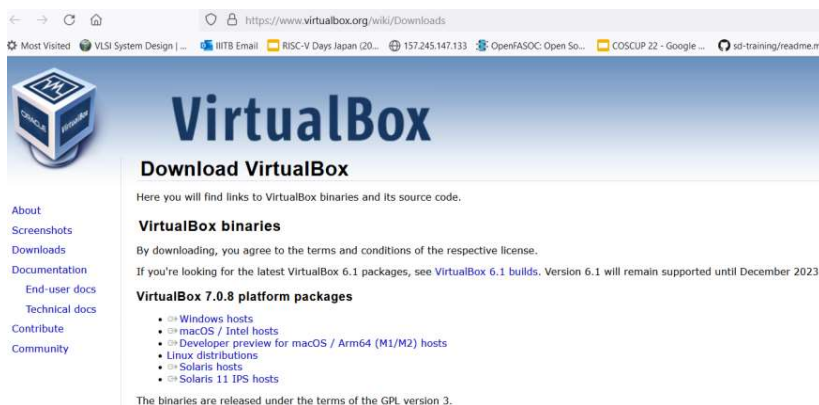 https://www.virtualbox.org/wiki/Downloads
Most Visited VLSI System Design | ... IIITB Email RISC-V Days Japan (20... 157.245.147.133 OpenFASOC: Open So... COSCUP 22 - Google ... sd-training/readme.m
ORACLE
VirtualBox
VirtualBox
Download VirtualBox
Here you will find links to VirtualBox binaries and its source code.
About
Screenshots
Downloads
Documentation
End-user docs
Technical docs
Contribute
Community
VirtualBox binaries
By downloading, you agree to the terms and conditions of the respective license.
If you're looking for the latest VirtualBox 6.1 packages, see VirtualBox 6.1 builds. Version 6.1 will remain supported until December 2023
VirtualBox 7.0.8 platform packages
Windows hosts
macOS / Intel hosts
Developer preview for macOS / Arm64 (M1/M2) hosts
Linux distributions
Solaris hosts
Solaris 11 IPS hosts
The binaries are released under the terms of the GPL version 3.